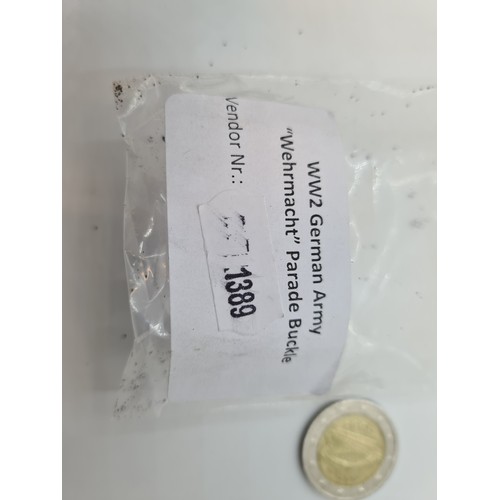 WW2 German Army
"Wehrmacht" Parade Buckle
Vendor Nr.:
1389